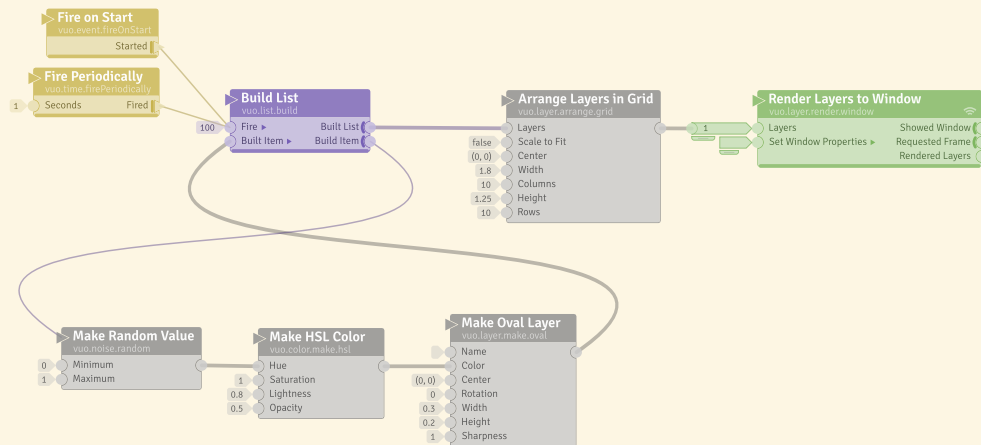 Fire on Start
vuo.event.fireOnStart
Started
Fire Periodically
vuo.time.firePeriodically
1 Seconds Fired
Build List
vuo.list.build
100 Fire ▸ Built List
Built Item ▸ Build Item
Arrange Layers in Grid
vuo.layer.arrange.grid
Layers
false Scale to Fit
(0, 0) Center
1.8 Width
10 Columns
1.25 Height
10 Rows
Render Layers to Window
vuo.layer.render.window
1 Layers Showed Window
Set Window Properties ▸ Requested Frame
Rendered Layers
Make Random Value
vuo.noise.random
0 Minimum
1 Maximum
Make HSL Color
vuo.color.make.hsl
Hue
1 Saturation
0.8 Lightness
0.5 Opacity
Make Oval Layer
vuo.layer.make.oval
Name
Color
(0, 0) Center
0 Rotation
0.3 Width
0.2 Height
1 Sharpness